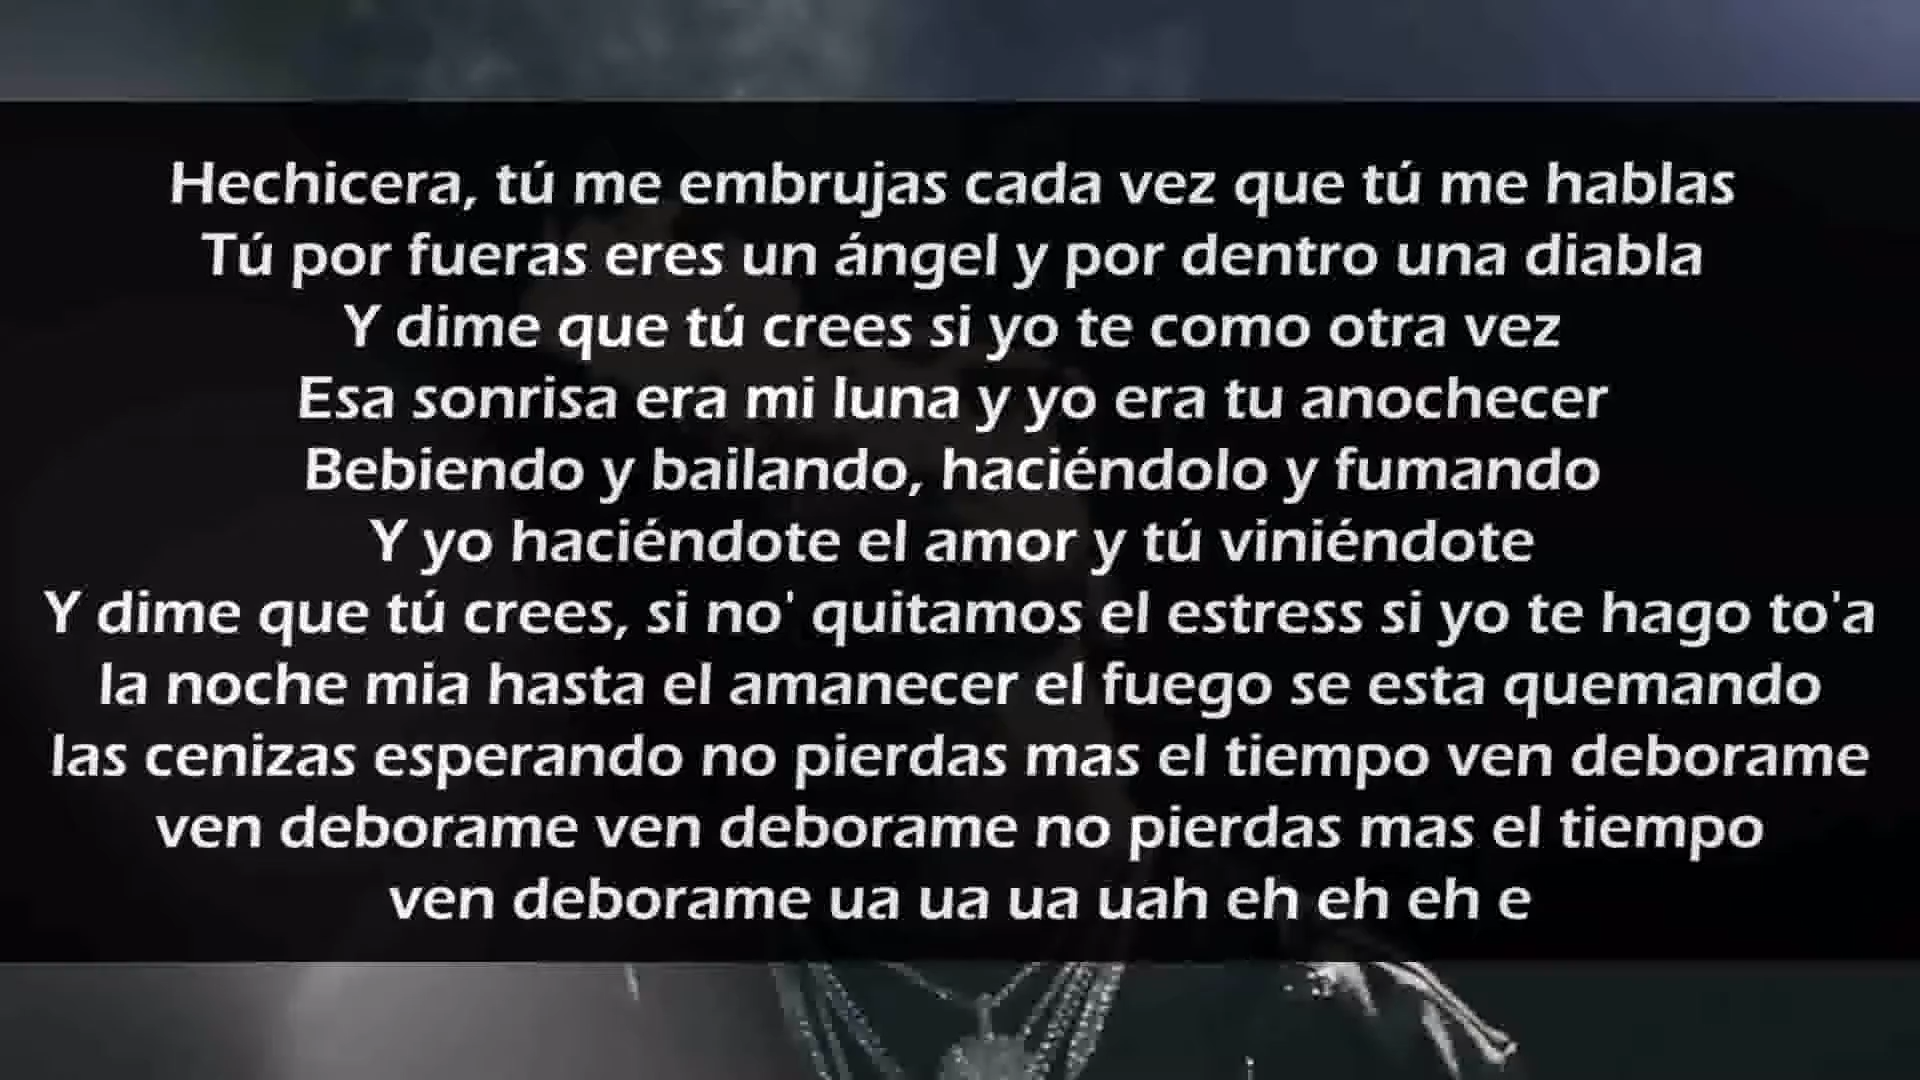 Hechicera, tú me embrujas cada vez que tú me hablas
Tú por fueras eres un ángel y por dentro una diabla
Y dime que tú crees si yo te como otra vez
Esa sonrisa era mi luna y yo era tu anochecer
Bebiendo y bailando, haciéndolo y fumando
Y yo haciéndote el amor y tú viniéndote
Y dime que tú crees, si no' quitamos el estress si yo te hago to'a
la noche mia hasta el amanecer el fuego se esta quemando
las cenizas esperando no pierdas mas el tiempo ven deborame
ven deborame ven deborame no pierdas mas el tiempo
ven deborame ua ua ua uah eh eh eh e